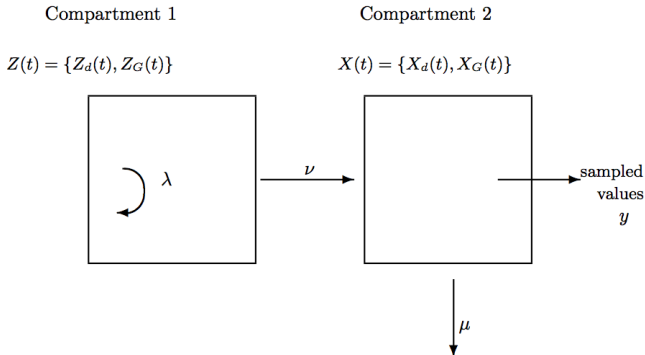 Compartment 1
Compartment 2
Z(t) = {Z_d(t), Z_G(t)}
X(t) = {X_d(t), X_G(t)}
λ
ν
sampled
values
y
μ